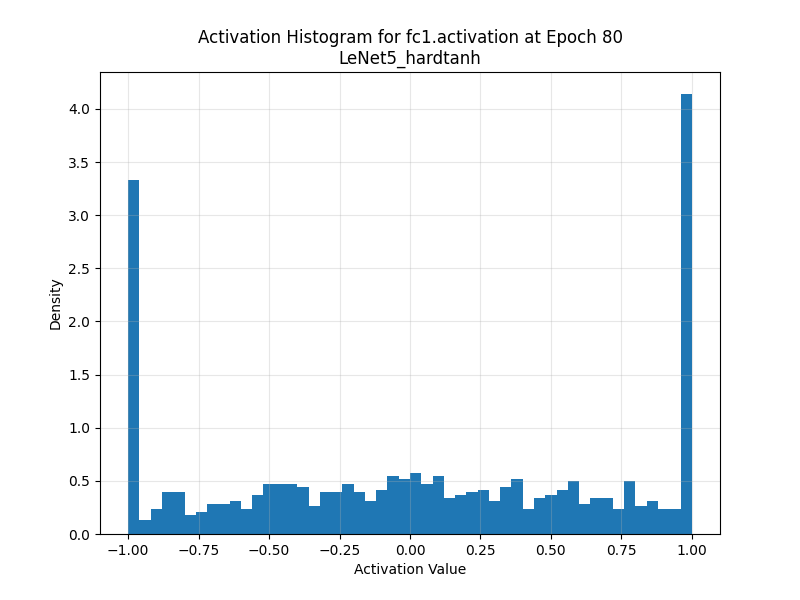 Activation Histogram for fc1.activation at Epoch 80
LeNet5_hardtanh
4.0
3.5
3.0
2.5
2.0
1.5
1.0
0.5
0.0
Density
−1.00 −0.75 −0.50 −0.25 0.00 0.25 0.50 0.75 1.00
Activation Value